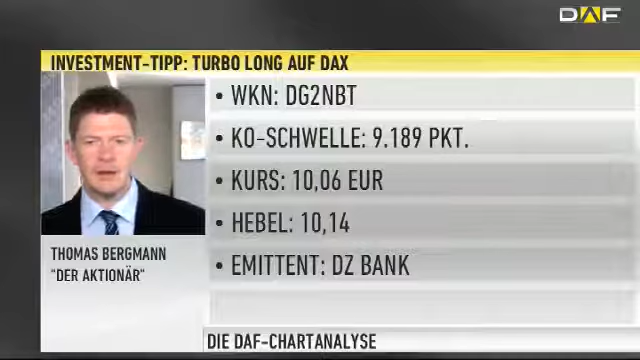 DAF
INVESTMENT-TIPP: TURBO LONG AUF DAX
• WKN: DG2NBT
• KO-SCHWELLE: 9.189 PKT.
• KURS: 10,06 EUR
• HEBEL: 10,14
• EMITTENT: DZ BANK
THOMAS BERGMANN
"DER AKTIONÄR"
DIE DAF-CHARTANALYSE